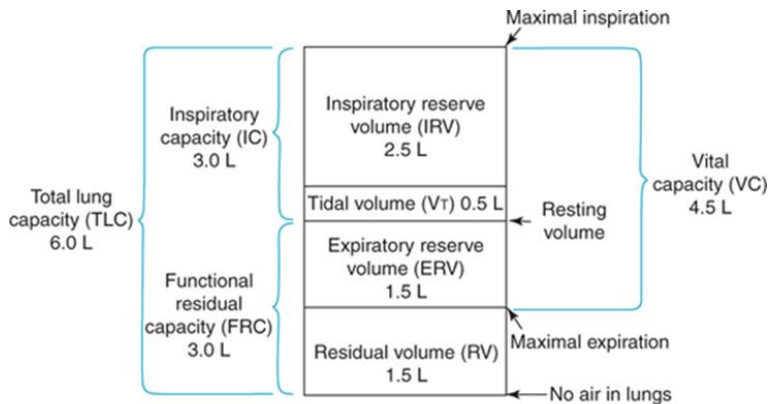 Maximal inspiration
Inspiratory
capacity (IC)
3.0 L
Inspiratory reserve
volume (IRV)
2.5 L
Vital
capacity (VC)
4.5 L
Total lung
capacity (TLC)
6.0 L
Tidal volume (VT) 0.5 L
Resting
volume
Functional
residual
capacity (FRC)
3.0 L
Expiratory reserve
volume (ERV)
1.5 L
Maximal expiration
Residual volume (RV)
1.5 L
No air in lungs